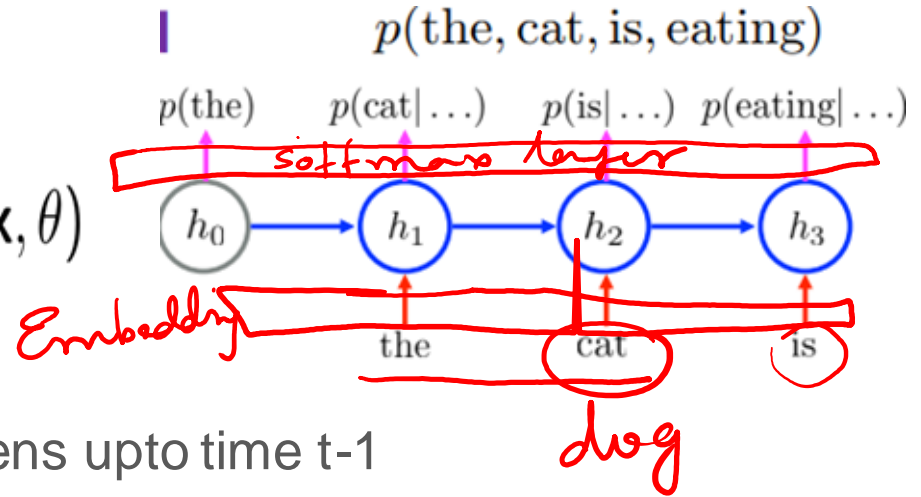 p(the, cat, is, eating)
p(the) p(cat|...) p(is|...) p(eating|...)
softmax layer
x, θ)
h₀ h₁ h₂ h₃
Embedding
the cat is
dog
ens upto time t-1